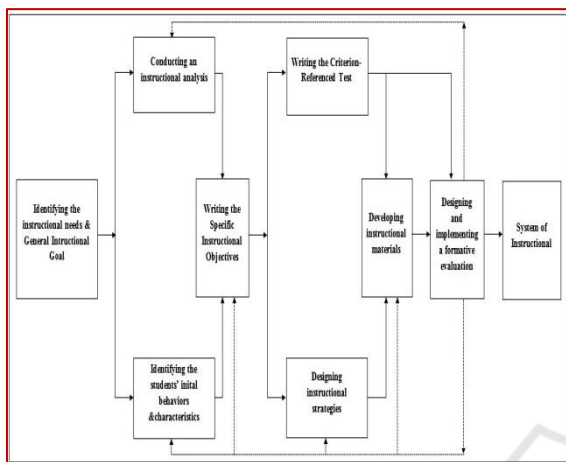 Conducting an
instructional analysis
Writing the Criterion-
Referenced Test
Identifying the
instructional needs &
General Intructional
Goal
Writing the
Specific
Instructional
Objectives
Developing
instructional
materials
Designing
and
implementing
a formative
evaluation
System of
Instructional
Identifying the
students' inital
behaviors
&characteristics
Designing
instructional
strategies